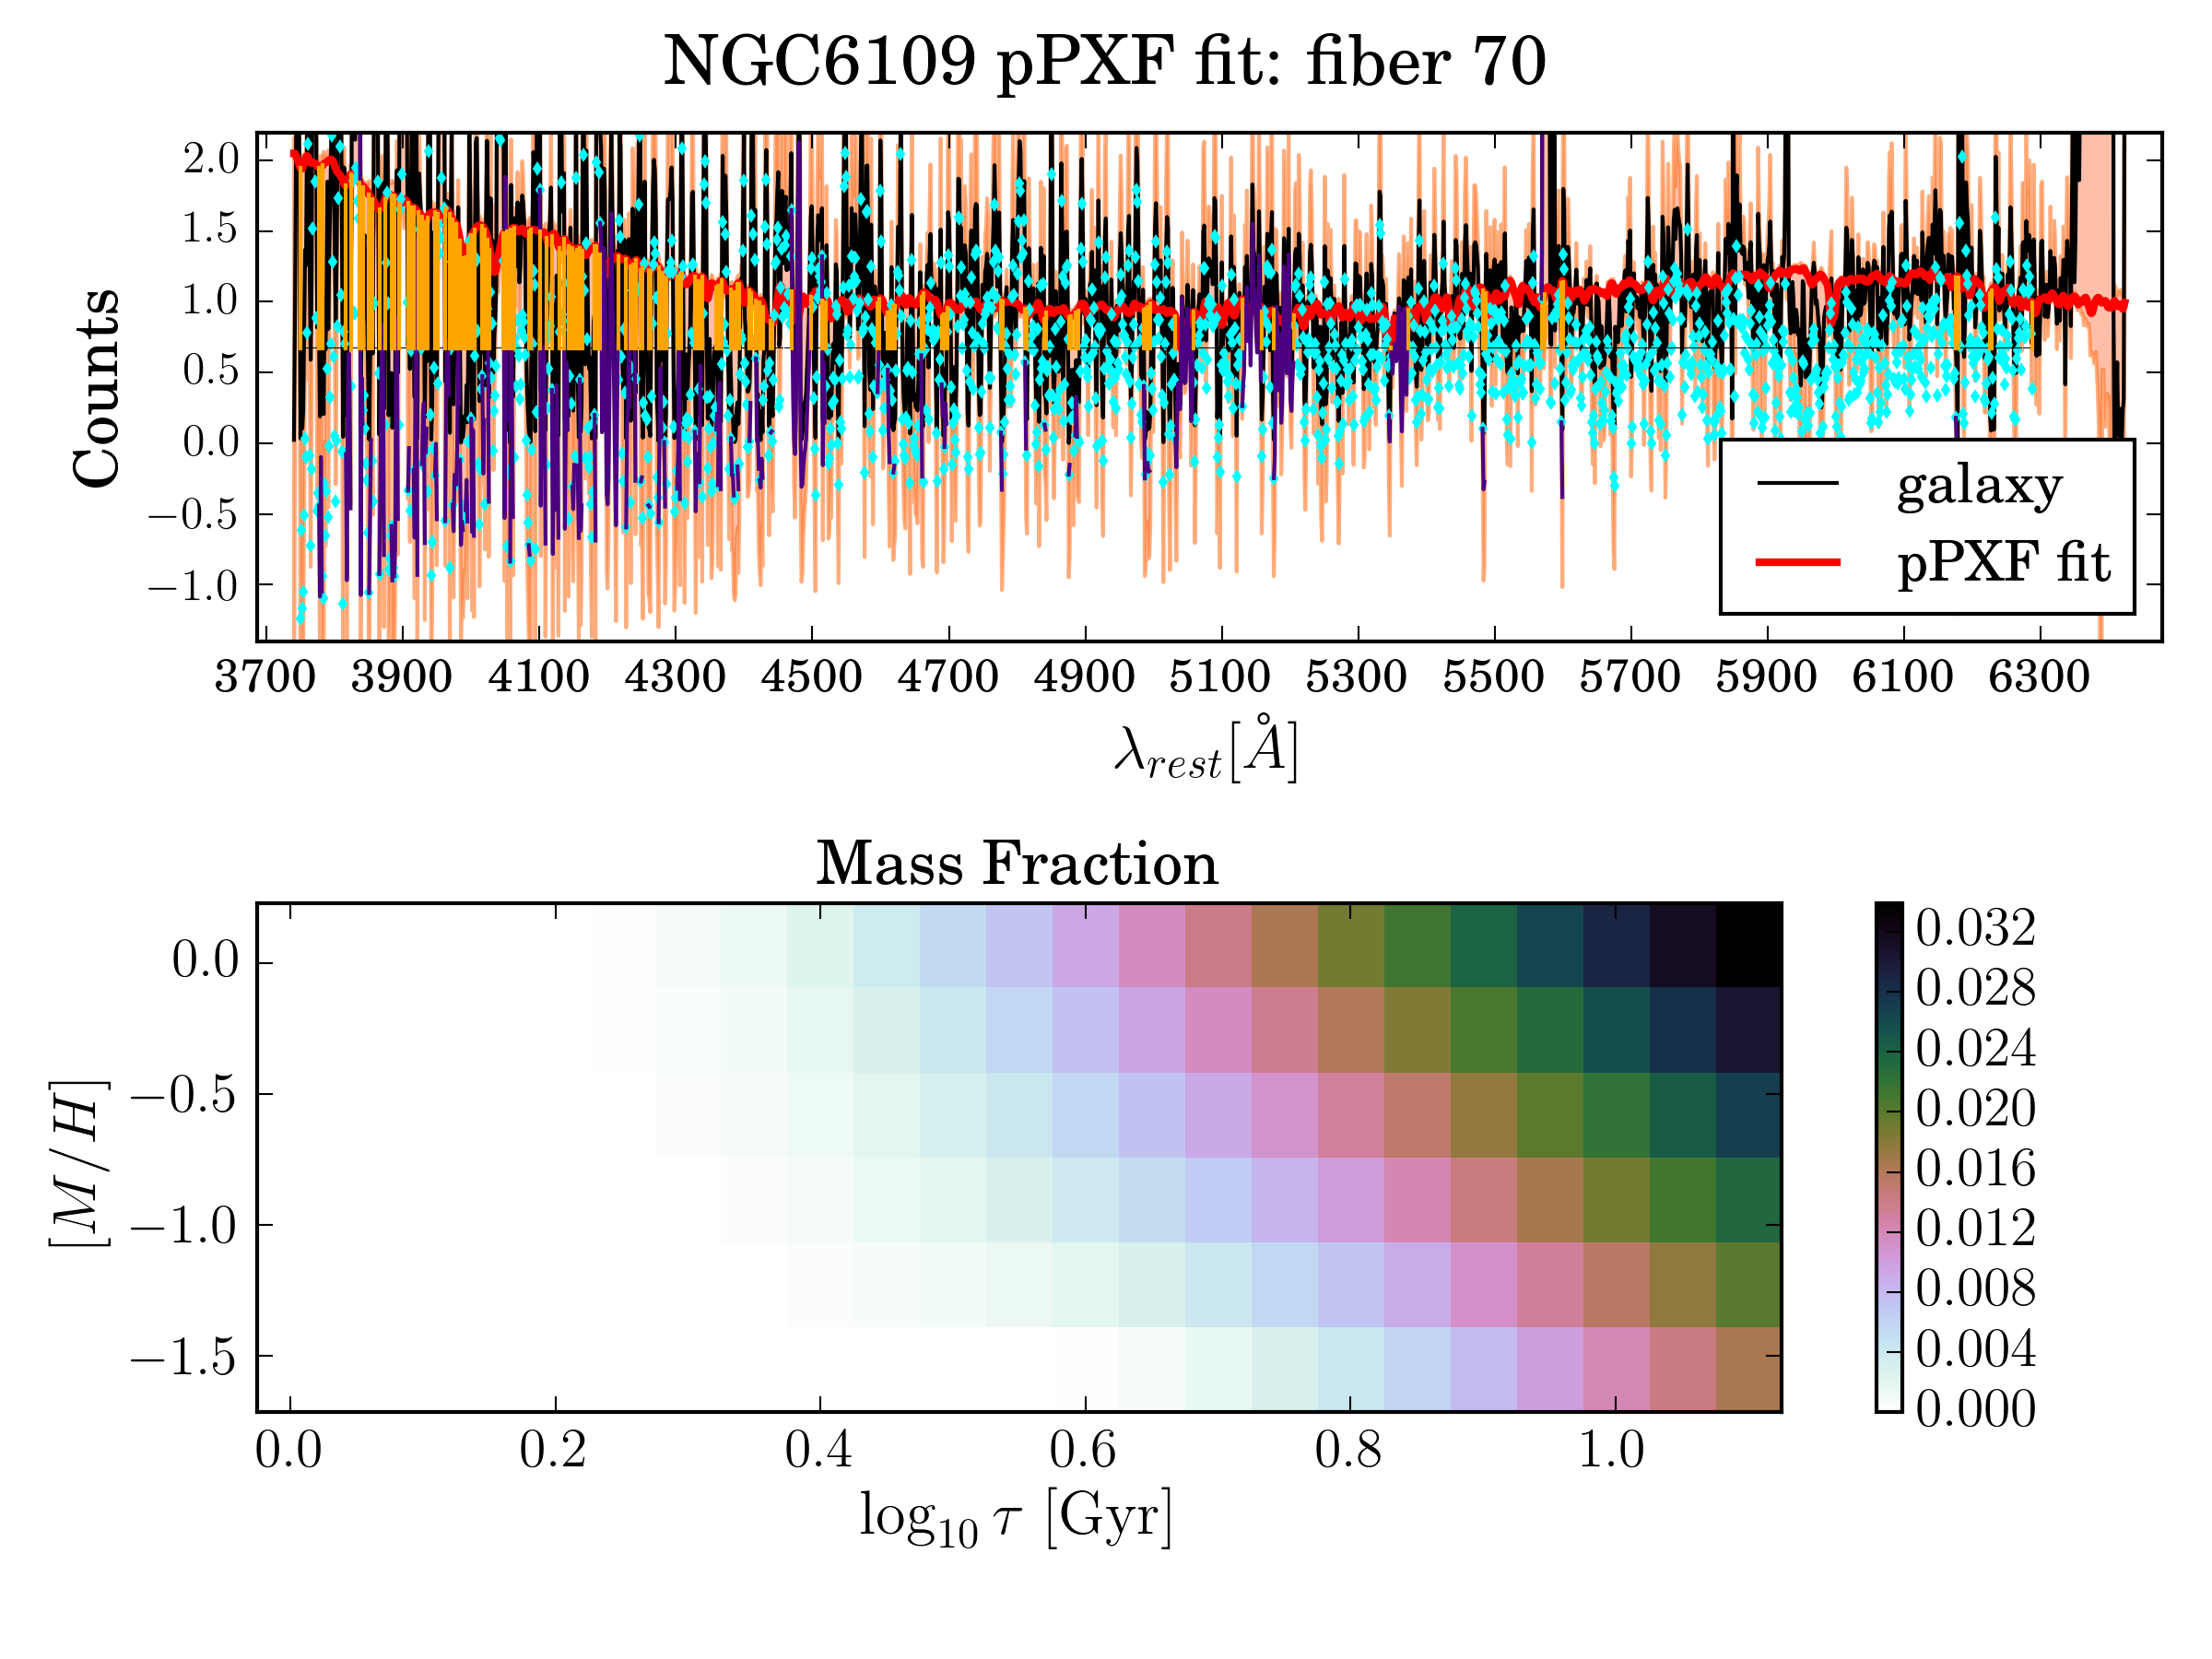 NGC6109 pPXF fit: fiber 70
Counts
2.0
1.5
1.0
0.5
0.0
−0.5
−1.0
galaxy
pPXF fit
3700 3900 4100 4300 4500 4700 4900 5100 5300 5500 5700 5900 6100 6300
λrest[Å]
Mass Fraction
[M/H]
0.0
−0.5
−1.0
−1.5
0.0 0.2 0.4 0.6 0.8 1.0
log10 τ [Gyr]
0.032
0.028
0.024
0.020
0.016
0.012
0.008
0.004
0.000